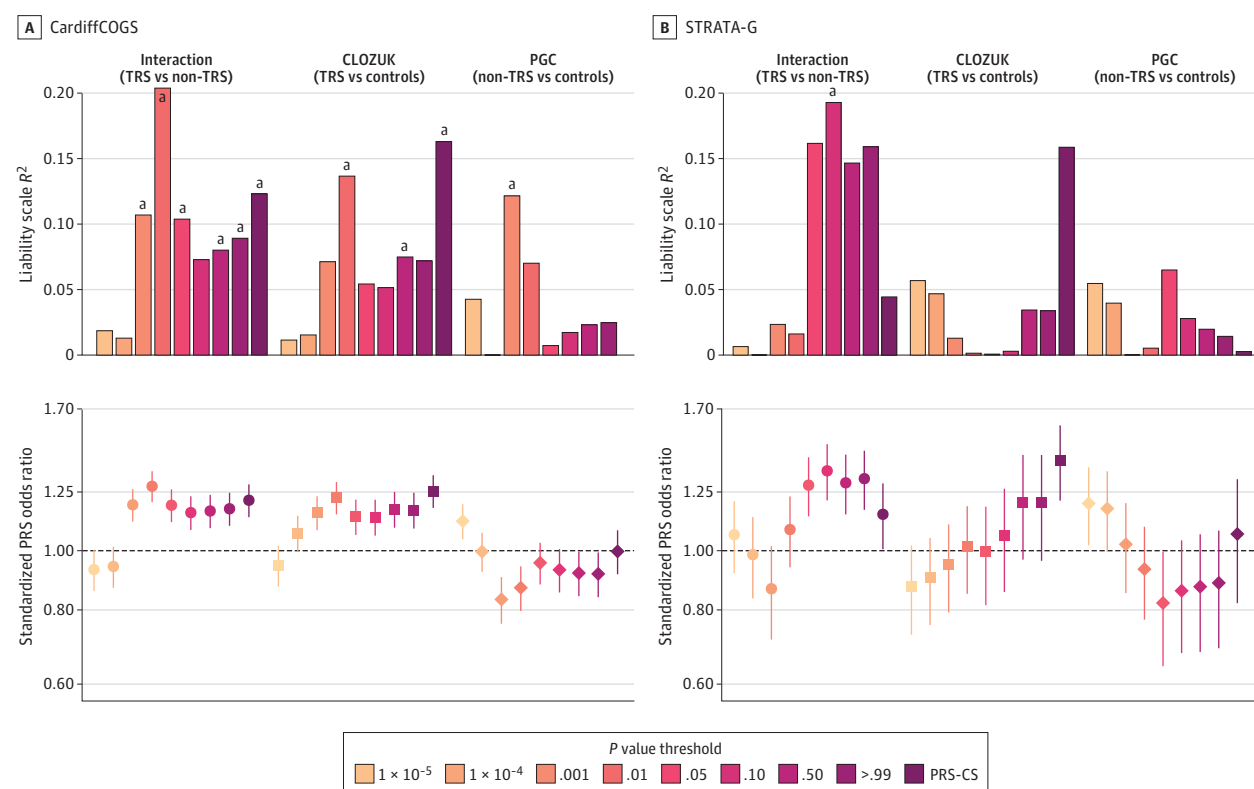 A CardiffCOGS
Interaction
(TRS vs non-TRS)
CLOZUK
(TRS vs controls)
PGC
(non-TRS vs controls)
0.20
0.15
0.10
0.05
0
Liability scale R²
a
a
a
a
a
a
a
a
a
a
1.70
1.25
1.00
0.80
0.60
Standardized PRS odds ratio
B STRATA-G
Interaction
(TRS vs non-TRS)
CLOZUK
(TRS vs controls)
PGC
(non-TRS vs controls)
0.20
0.15
0.10
0.05
0
Liability scale R²
a
1.70
1.25
1.00
0.80
0.60
Standardized PRS odds ratio
P value threshold
1 × 10⁻⁵ 1 × 10⁻⁴ .001 .01 .05 .10 .50 >.99 PRS-CS